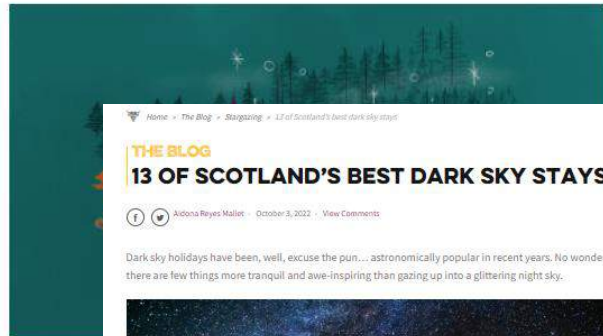 Home » The Blog » Stargazing » 13 of Scotland's best dark sky stays
THE BLOG
13 OF SCOTLAND'S BEST DARK SKY STAYS
f Aldona Reyes Mallet · October 3, 2022 · View Comments
Dark sky holidays have been, well, excuse the pun… astronomically popular in recent years. No wonde
there are few things more tranquil and awe-inspiring than gazing up into a glittering night sky.